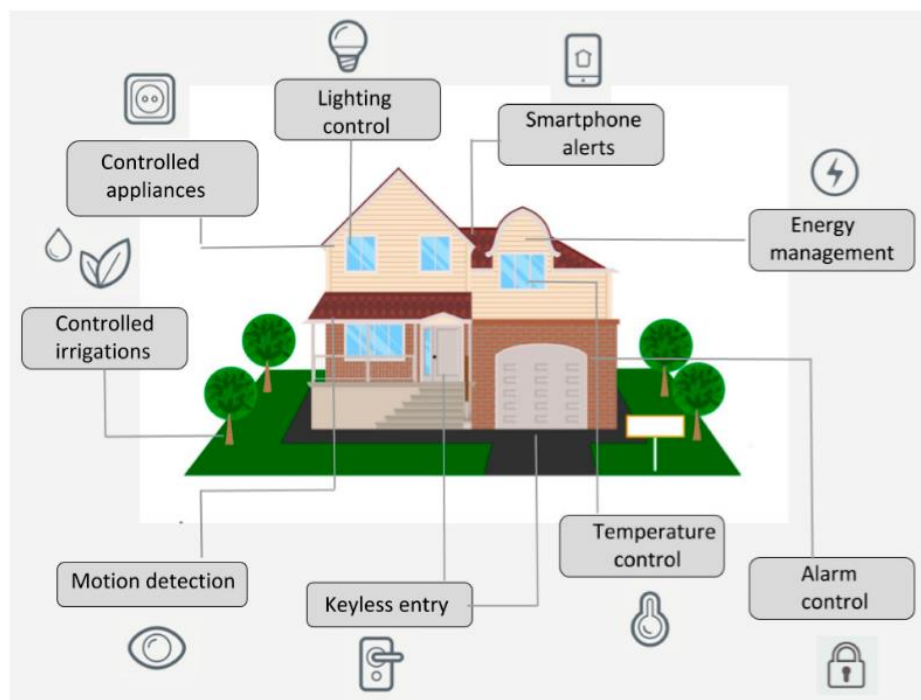 Lighting
control
Smartphone
alerts
Controlled
appliances
Energy
management
Controlled
irrigations
Temperature
control
Motion detection
Keyless entry
Alarm
control